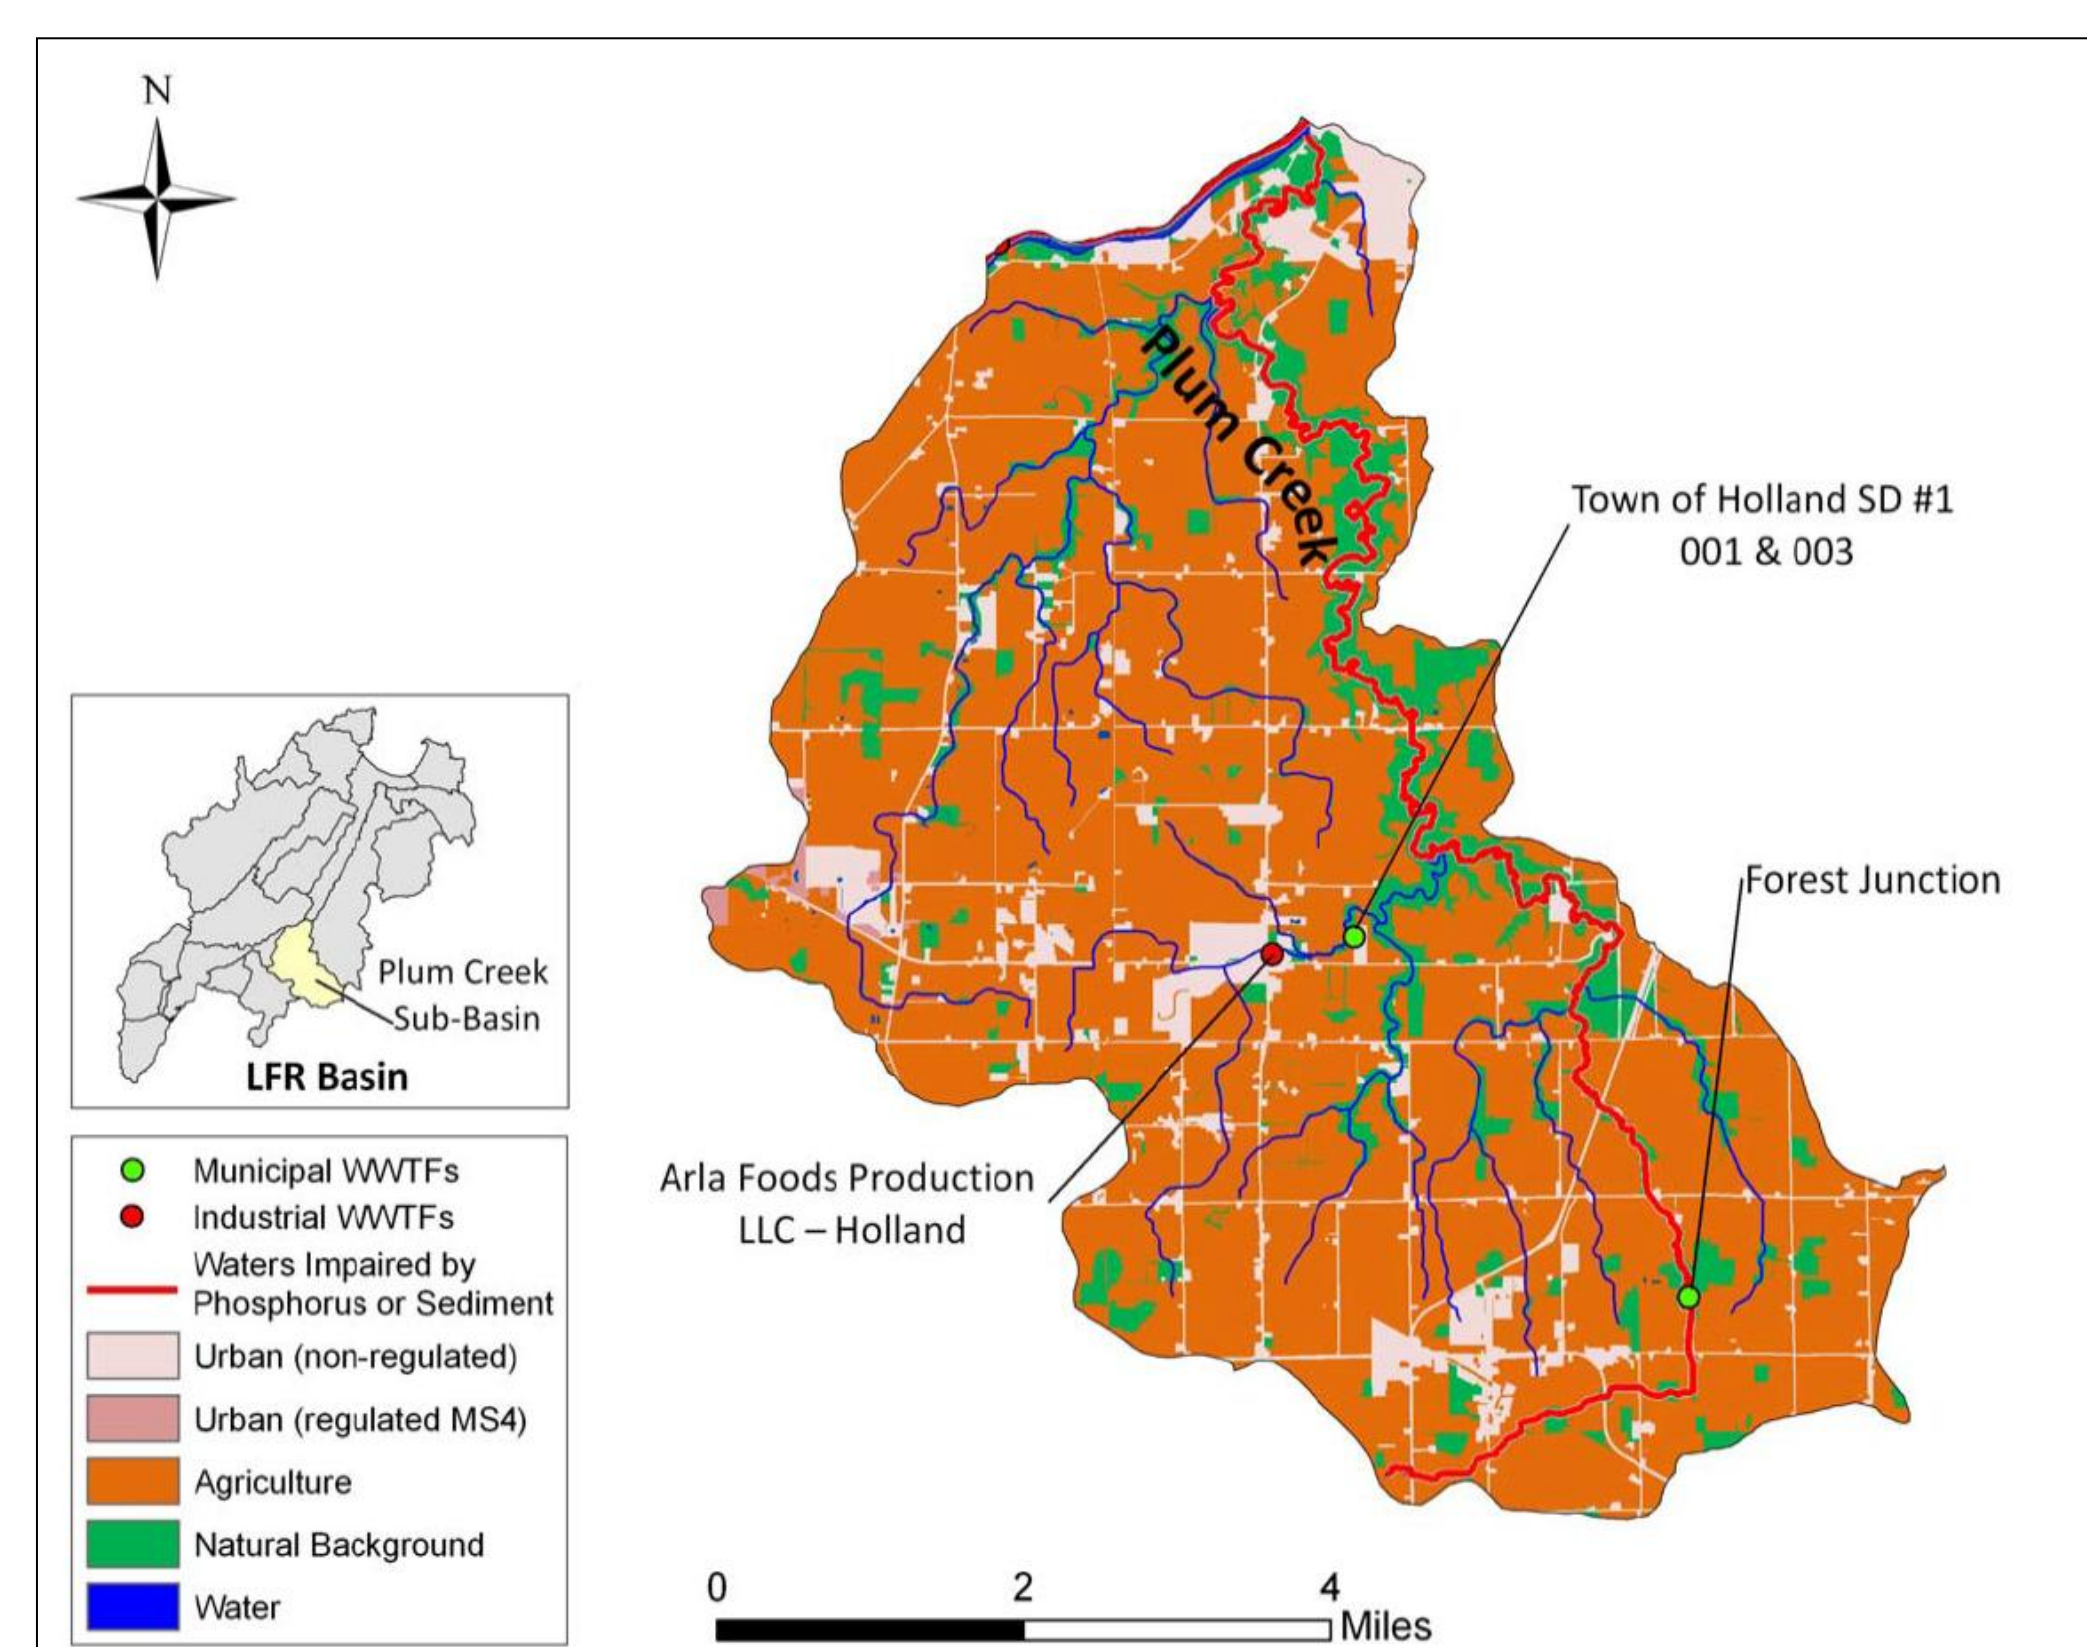 N
Plum Creek
Town of Holland SD #1
001 & 003
Forest Junction
Plum Creek
Sub-Basin
LFR Basin
Arla Foods Production
LLC – Holland
Municipal WWTFs
Industrial WWTFs
Waters Impaired by
Phosphorus or Sediment
Urban (non-regulated)
Urban (regulated MS4)
Agriculture
Natural Background
Water
0 2 4
Miles